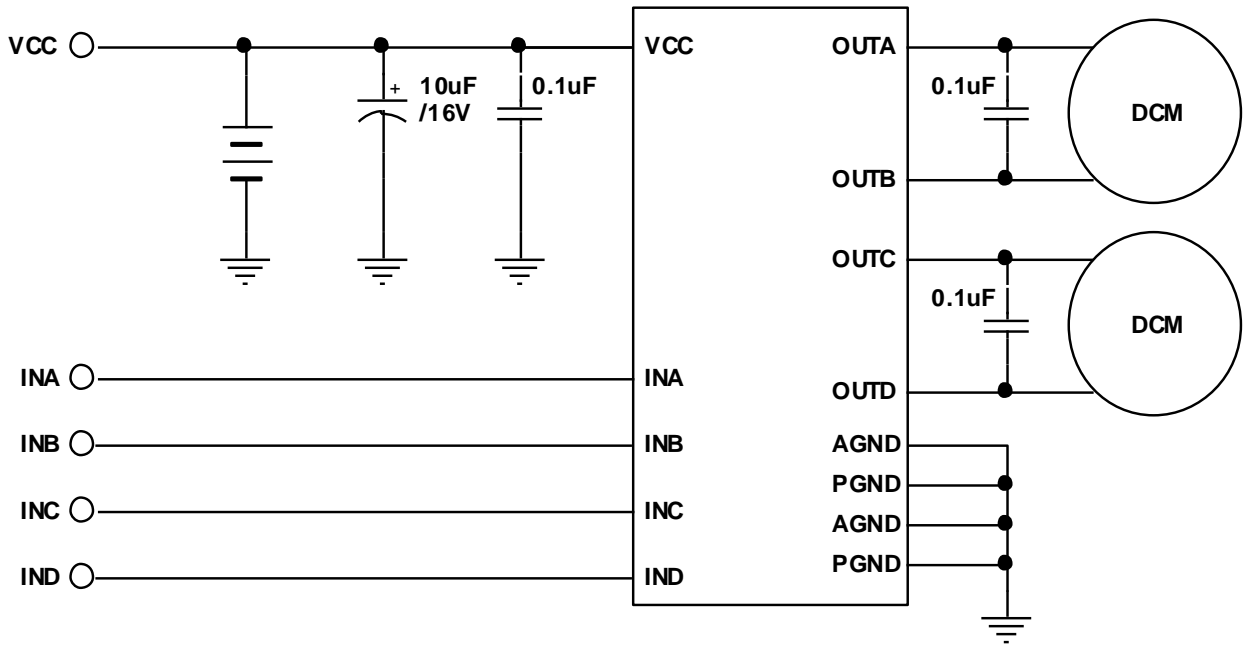 VCC
10uF
/16V
0.1uF
VCC
INA
INB
INC
IND
INA
INB
INC
IND
OUTA
OUTB
OUTC
OUTD
AGND
PGND
AGND
PGND
0.1uF
DCM
0.1uF
DCM
+